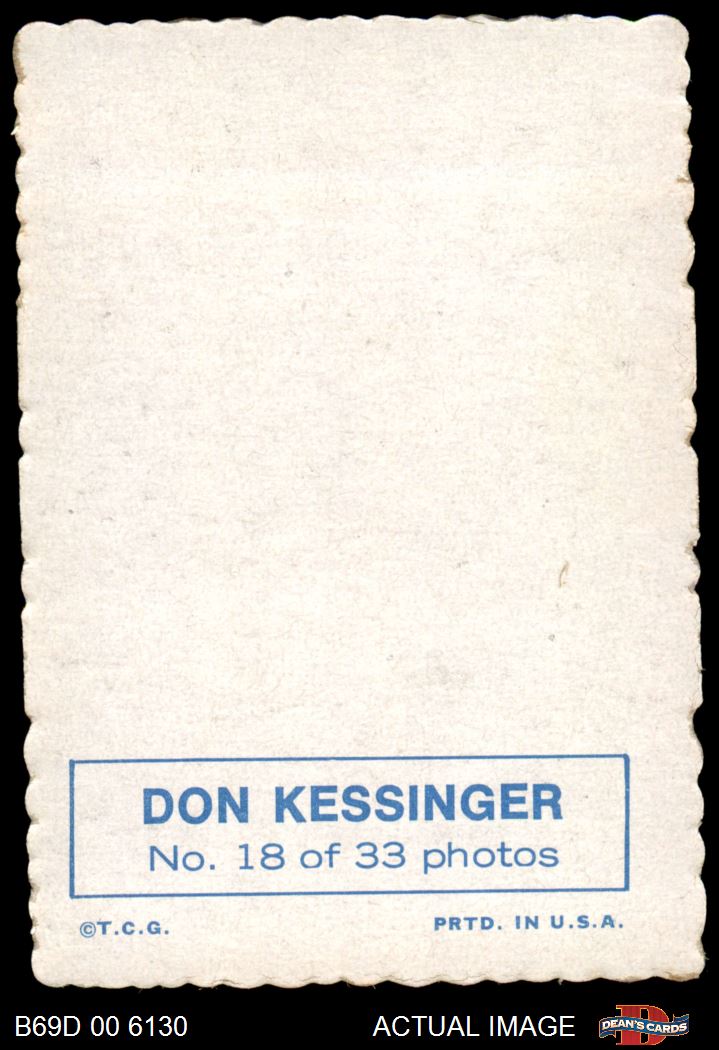 DON KESSINGER
No. 18 of 33 photos
©T.C.G.
PRTD. IN U.S.A.
B69D 00 6130
ACTUAL IMAGE
DEAN'S CARDS